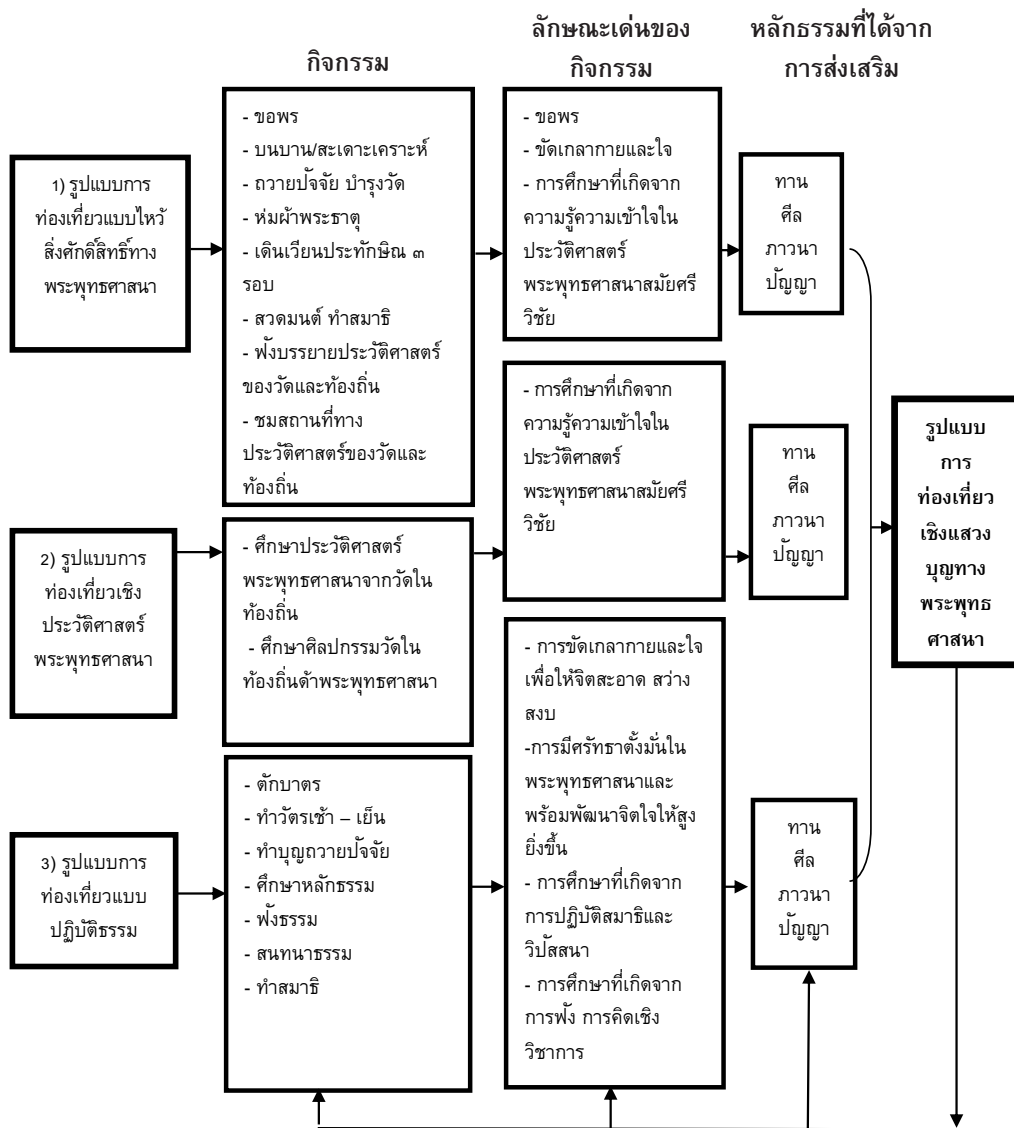 กิจกรรม
ลักษณะเด่นของ
กิจกรรม
หลักธรรมที่ได้จาก
การส่งเสริม
1) รูปแบบการ
ท่องเที่ยวแบบไหว้
สิ่งศักดิ์สิทธิ์ทาง
พระพุทธศาสนา
- ขอพร
- บนบาน/สะเดาะเคราะห์
- ถวายปัจจัย บำรุงวัด
- ห่มผ้าพระธาตุ
- เดินเวียนประทักษิณ ๓
รอบ
- สวดมนต์ ทำสมาธิ
- ฟังบรรยายประวัติศาสตร์
ของวัดและท้องถิ่น
- ชมสถานที่ทาง
ประวัติศาสตร์ของวัดและ
ท้องถิ่น
- ขอพร
- ขัดเกลากายและใจ
- การศึกษาที่เกิดจาก
ความรู้ความเข้าใจใน
ประวัติศาสตร์
พระพุทธศาสนาสมัยศรี
วิชัย
ทาน
ศีล
ภาวนา
ปัญญา
2) รูปแบบการ
ท่องเที่ยวเชิง
ประวัติศาสตร์
พระพุทธศาสนา
- ศึกษาประวัติศาสตร์
พระพุทธศาสนาจากวัดใน
ท้องถิ่น
- ศึกษาศิลปกรรมวัดใน
ท้องถิ่นด้าพระพุทธศาสนา
- การศึกษาที่เกิดจาก
ความรู้ความเข้าใจใน
ประวัติศาสตร์
พระพุทธศาสนาสมัยศรี
วิชัย
ทาน
ศีล
ภาวนา
ปัญญา
3) รูปแบบการ
ท่องเที่ยวแบบ
ปฏิบัติธรรม
- ตักบาตร
- ทำวัตรเช้า – เย็น
- ทำบุญถวายปัจจัย
- ศึกษาหลักธรรม
- ฟังธรรม
- สนทนาธรรม
- ทำสมาธิ
- การขัดเกลากายและใจ
เพื่อให้จิตสะอาด สว่าง
สงบ
-การมีศรัทธาตั้งมั่นใน
พระพุทธศาสนาและ
พร้อมพัฒนาจิตใจให้สูง
ยิ่งขึ้น
- การศึกษาที่เกิดจาก
การปฏิบัติสมาธิและ
วิปัสสนา
- การศึกษาที่เกิดจาก
การฟัง การคิดเชิง
วิชาการ
ทาน
ศีล
ภาวนา
ปัญญา
รูปแบบ
การ
ท่องเที่ยว
เชิงแสวง
บุญทาง
พระพุทธ
ศาสนา